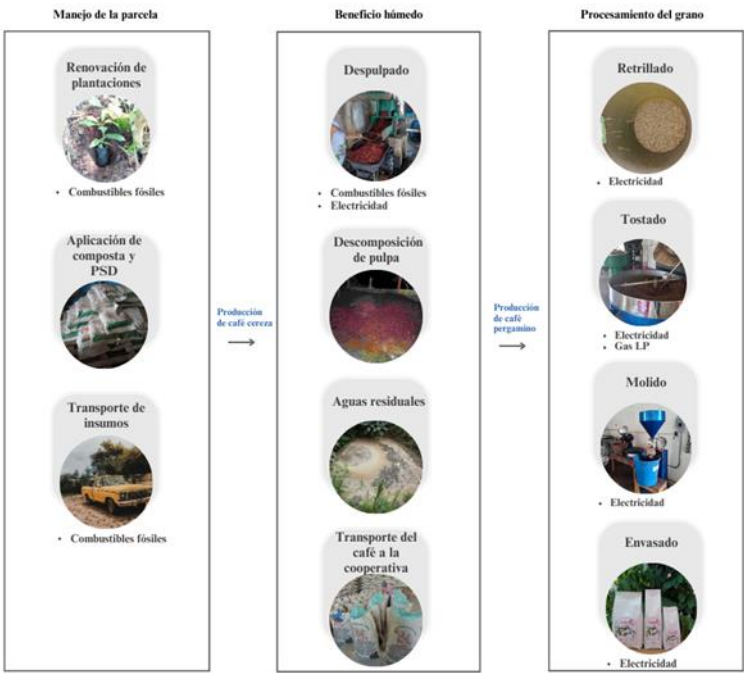 Manejo de la parcela
Renovación de
plantaciones
• Combustibles fósiles
Aplicación de
composta y
PSD
Transporte de
insumos
• Combustibles fósiles
Producción
de café cereza
Beneficio húmedo
Despulpado
• Combustibles fósiles
• Electricidad
Descomposición
de pulpa
Aguas residuales
Transporte del
café a la
cooperativa
Producción
de café
pergamino
Procesamiento del grano
Retrillado
• Electricidad
Tostado
• Electricidad
• Gas LP
Molido
• Electricidad
Envasado
• Electricidad